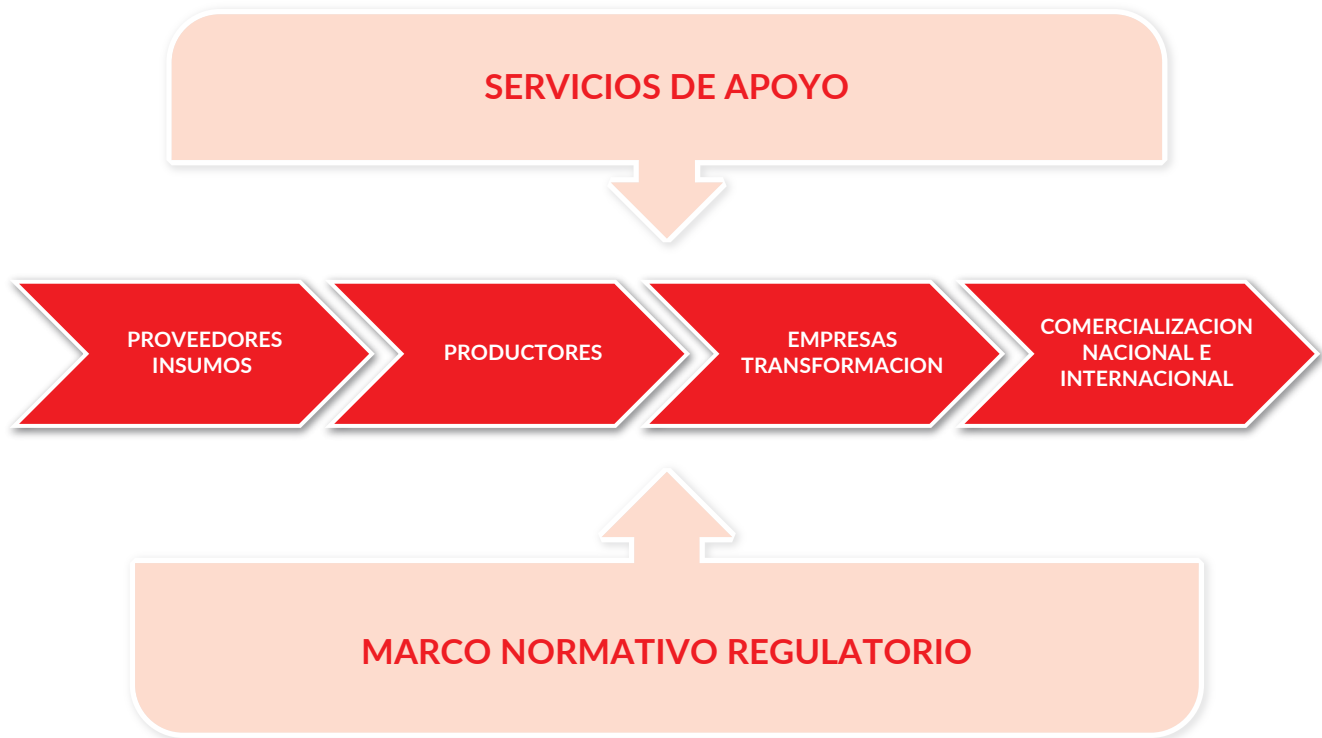 SERVICIOS DE APOYO
PROVEEDORES
INSUMOS
PRODUCTORES
EMPRESAS
TRANSFORMACION
COMERCIALIZACION
NACIONAL E
INTERNACIONAL
MARCO NORMATIVO REGULATORIO